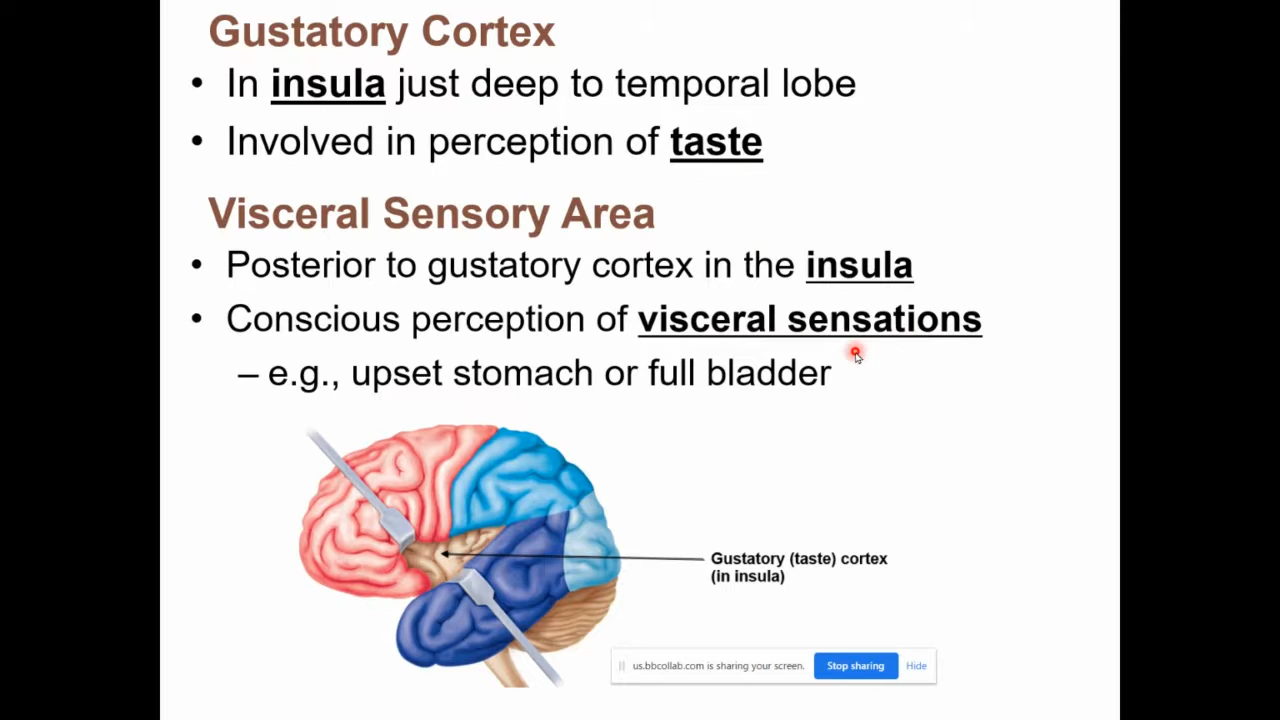 Gustatory Cortex
• In insula just deep to temporal lobe
• Involved in perception of taste
Visceral Sensory Area
• Posterior to gustatory cortex in the insula
• Conscious perception of visceral sensations
– e.g., upset stomach or full bladder
Gustatory (taste) cortex
(in insula)
us.bbcollab.com is sharing your screen. Stop sharing Hide